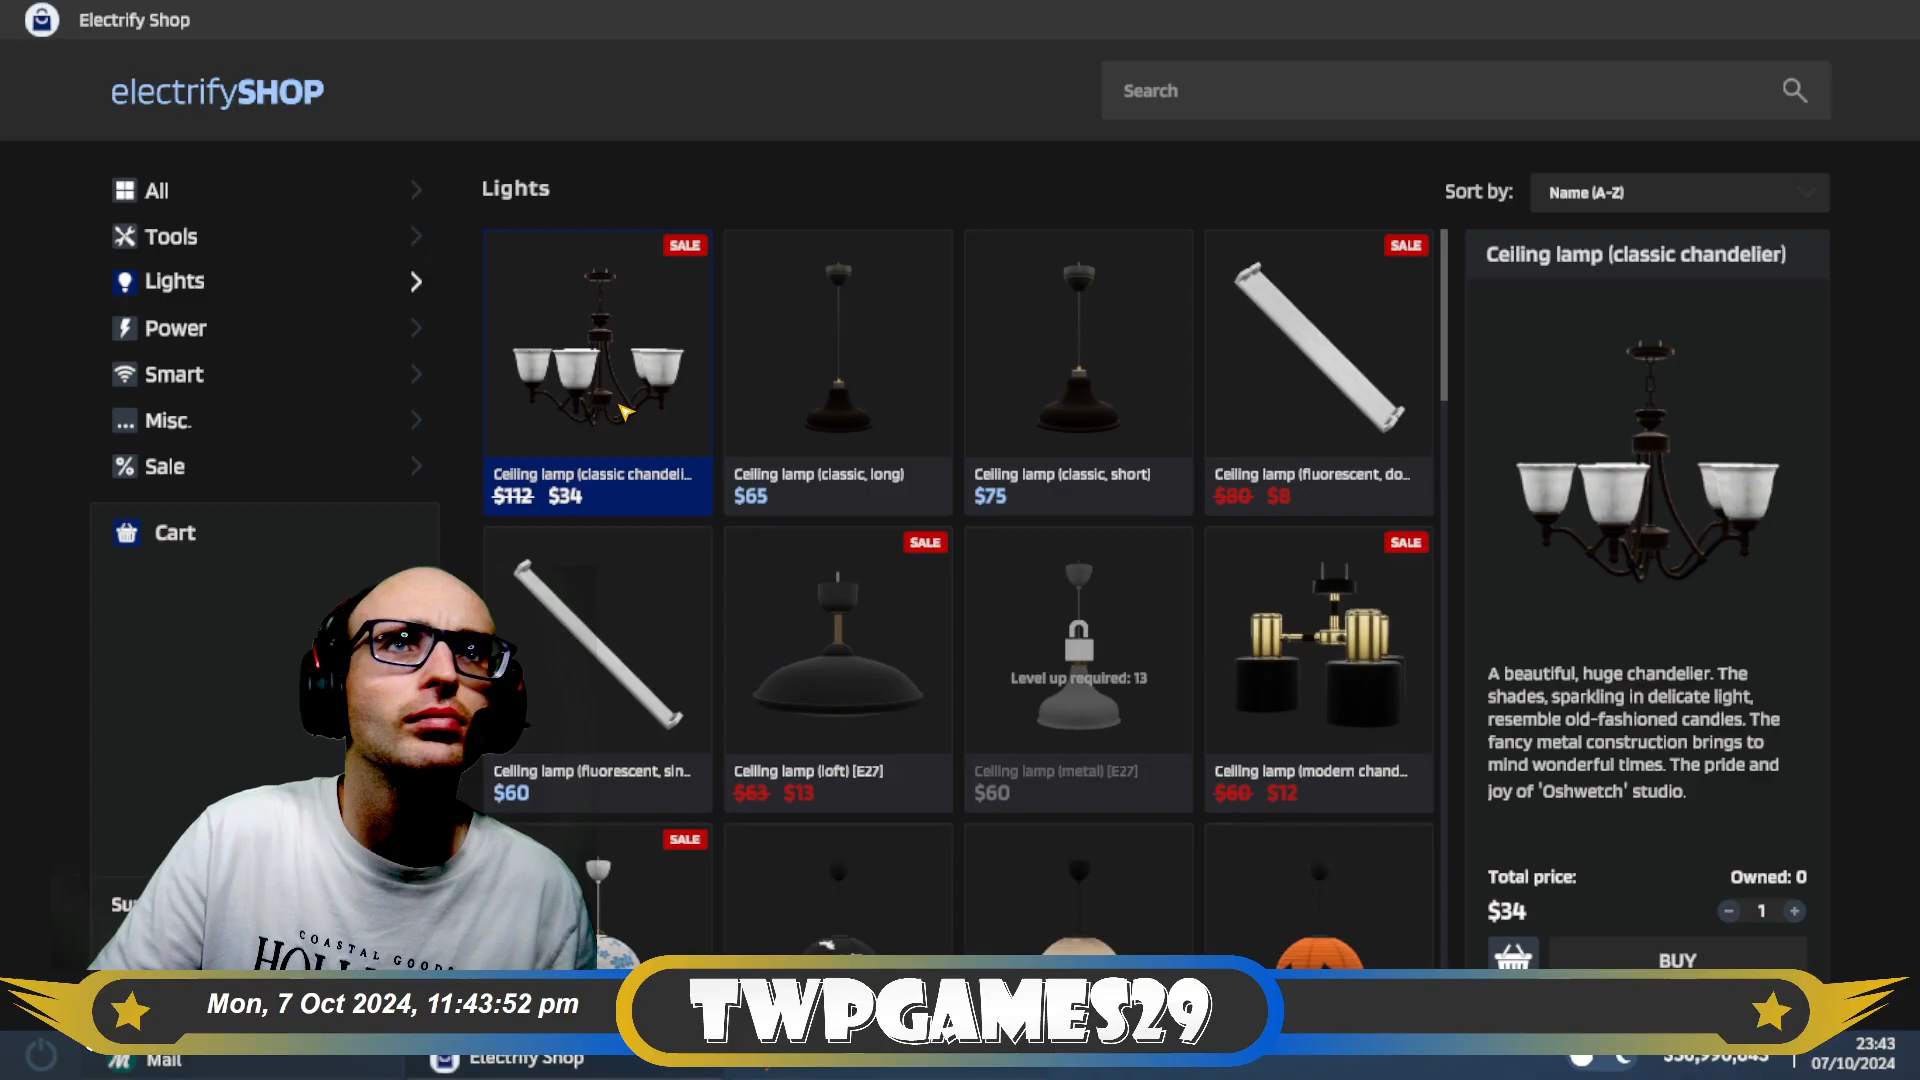 Electrify Shop
electrifySHOP
Search
All
Tools
Lights
Power
Smart
Misc.
Sale
Cart
Lights
Sort by:
Name (A-Z)
SALE
Ceiling lamp (classic chandeli...
$112 $34
Ceiling lamp (classic, long)
$65
Ceiling lamp (classic, short)
$75
SALE
Ceiling lamp (fluorescent, do...
$80 $8
Ceiling lamp (fluorescent, sin...
$60
SALE
Ceiling lamp (loft) [E27]
$63 $13
Level up required: 13
Ceiling lamp (metal) [E27]
$60
SALE
Ceiling lamp (modern chand...
$60 $12
SALE
Ceiling lamp (classic chandelier)
A beautiful, huge chandelier. The
shades, sparkling in delicate light,
resemble old-fashioned candles. The
fancy metal construction brings to
mind wonderful times. The pride and
joy of 'Oshwetch' studio.
Total price:
Owned: 0
$34
- 1 +
BUY
COASTAL GOODS
Mon, 7 Oct 2024, 11:43:52 pm
TWPGAMES29
Mail
Electrify Shop
23:43
07/10/2024